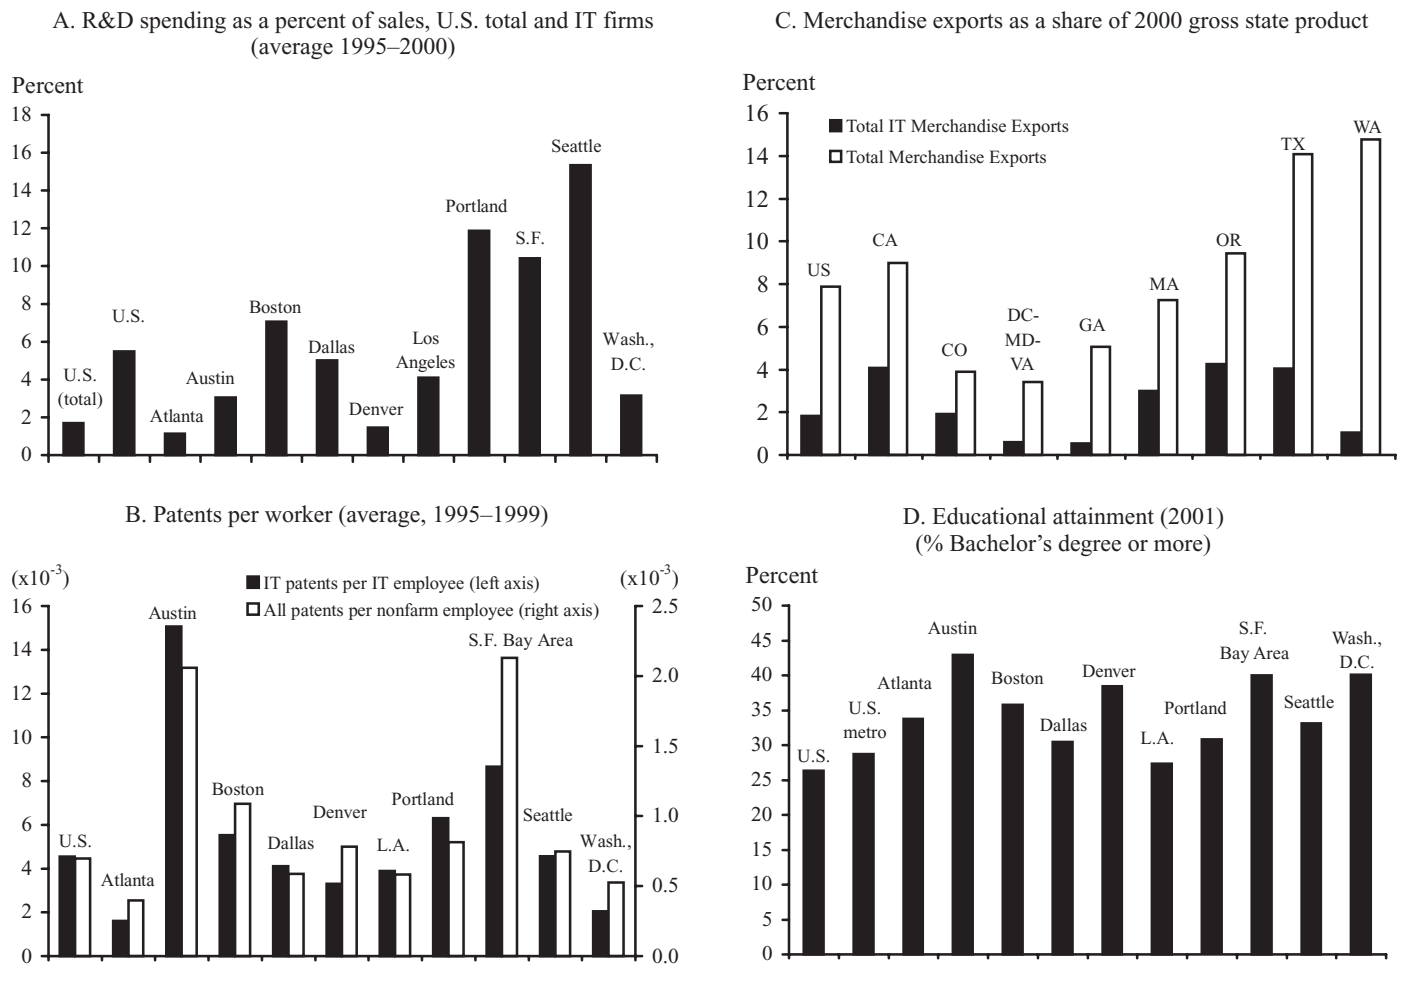 A. R&D spending as a percent of sales, U.S. total and IT firms
(average 1995–2000)
Percent
18
16
14
12
10
8
6
4
2
0
U.S.
(total)
U.S.
Atlanta
Austin
Boston
Dallas
Denver
Los
Angeles
Portland
S.F.
Seattle
Wash.,
D.C.
C. Merchandise exports as a share of 2000 gross state product
Percent
16
14
12
10
8
6
4
2
0
Total IT Merchandise Exports
Total Merchandise Exports
US
CA
CO
DC-
MD-
VA
GA
MA
OR
TX
WA
B. Patents per worker (average, 1995–1999)
(x10-3)
(x10-3)
IT patents per IT employee (left axis)
All patents per nonfarm employee (right axis)
16
14
12
10
8
6
4
2
0
U.S.
Atlanta
Austin
Boston
Dallas
Denver
L.A.
Portland
S.F. Bay Area
Seattle
Wash.,
D.C.
2.5
2.0
1.5
1.0
0.5
0.0
D. Educational attainment (2001)
(% Bachelor’s degree or more)
Percent
50
45
40
35
30
25
20
15
10
5
0
U.S.
U.S.
metro
Atlanta
Austin
Boston
Dallas
Denver
L.A.
Portland
S.F.
Bay Area
Seattle
Wash.,
D.C.